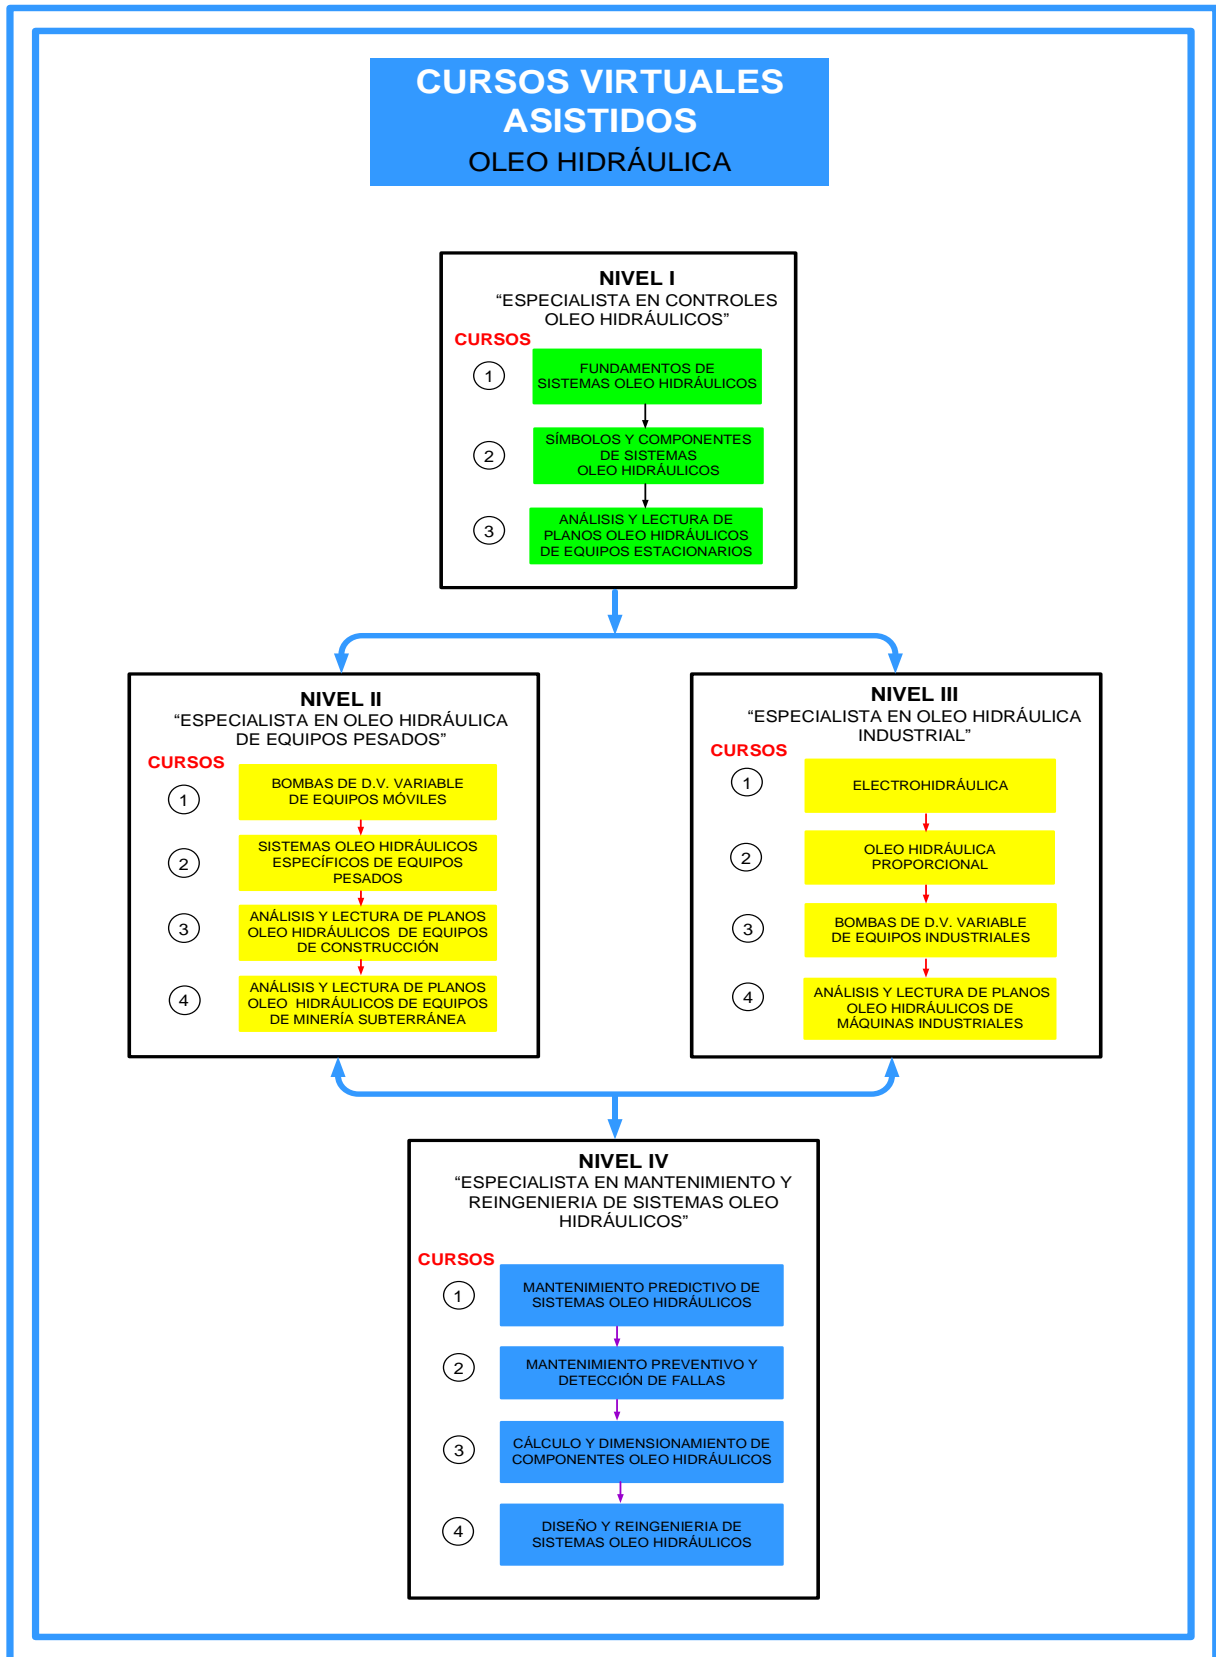 CURSOS VIRTUALES
ASISTIDOS
OLEO HIDRÁULICA
NIVEL I
“ESPECIALISTA EN CONTROLES
OLEO HIDRÁULICOS”
CURSOS
1
FUNDAMENTOS DE
SISTEMAS OLEO HIDRÁULICOS
2
SÍMBOLOS Y COMPONENTES
DE SISTEMAS
OLEO HIDRÁULICOS
3
ANÁLISIS Y LECTURA DE
PLANOS OLEO HIDRÁULICOS
DE EQUIPOS ESTACIONARIOS
NIVEL II
“ESPECIALISTA EN OLEO HIDRÁULICA
DE EQUIPOS PESADOS”
CURSOS
1
BOMBAS DE D.V. VARIABLE
DE EQUIPOS MÓVILES
2
SISTEMAS OLEO HIDRÁULICOS
ESPECÍFICOS DE EQUIPOS
PESADOS
3
ANÁLISIS Y LECTURA DE PLANOS
OLEO HIDRÁULICOS DE EQUIPOS
DE CONSTRUCCIÓN
4
ANÁLISIS Y LECTURA DE PLANOS
OLEO HIDRÁULICOS DE EQUIPOS
DE MINERÍA SUBTERRÁNEA
NIVEL III
“ESPECIALISTA EN OLEO HIDRÁULICA
INDUSTRIAL”
CURSOS
1
ELECTROHIDRÁULICA
2
OLEO HIDRÁULICA
PROPORCIONAL
3
BOMBAS DE D.V. VARIABLE
DE EQUIPOS INDUSTRIALES
4
ANÁLISIS Y LECTURA DE PLANOS
OLEO HIDRÁULICOS DE
MÁQUINAS INDUSTRIALES
NIVEL IV
“ESPECIALISTA EN MANTENIMIENTO Y
REINGENIERIA DE SISTEMAS OLEO
HIDRÁULICOS”
CURSOS
1
MANTENIMIENTO PREDICTIVO DE
SISTEMAS OLEO HIDRÁULICOS
2
MANTENIMIENTO PREVENTIVO Y
DETECCIÓN DE FALLAS
3
CÁLCULO Y DIMENSIONAMIENTO DE
COMPONENTES OLEO HIDRÁULICOS
4
DISEÑO Y REINGENIERIA DE
SISTEMAS OLEO HIDRÁULICOS